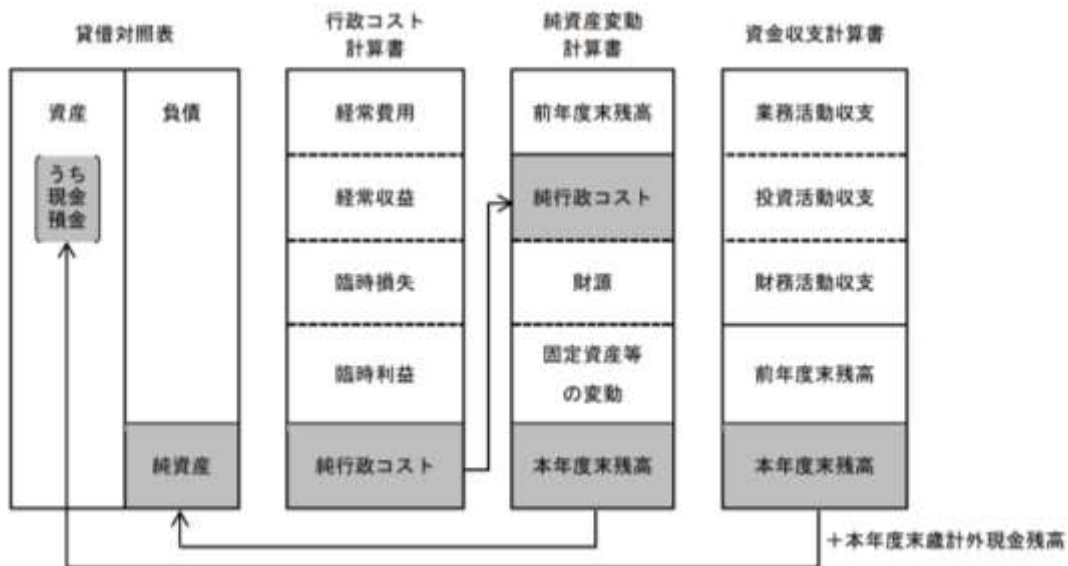 貸借対照表
行政コスト
計算書
純資産変動
計算書
資金収支計算書
資産
負債
うち
現金
預金
純資産
経常費用
経常収益
臨時損失
臨時利益
純行政コスト
前年度末残高
純行政コスト
財源
固定資産等
の変動
本年度末残高
業務活動収支
投資活動収支
財務活動収支
前年度末残高
本年度末残高
＋本年度末歳計外現金残高